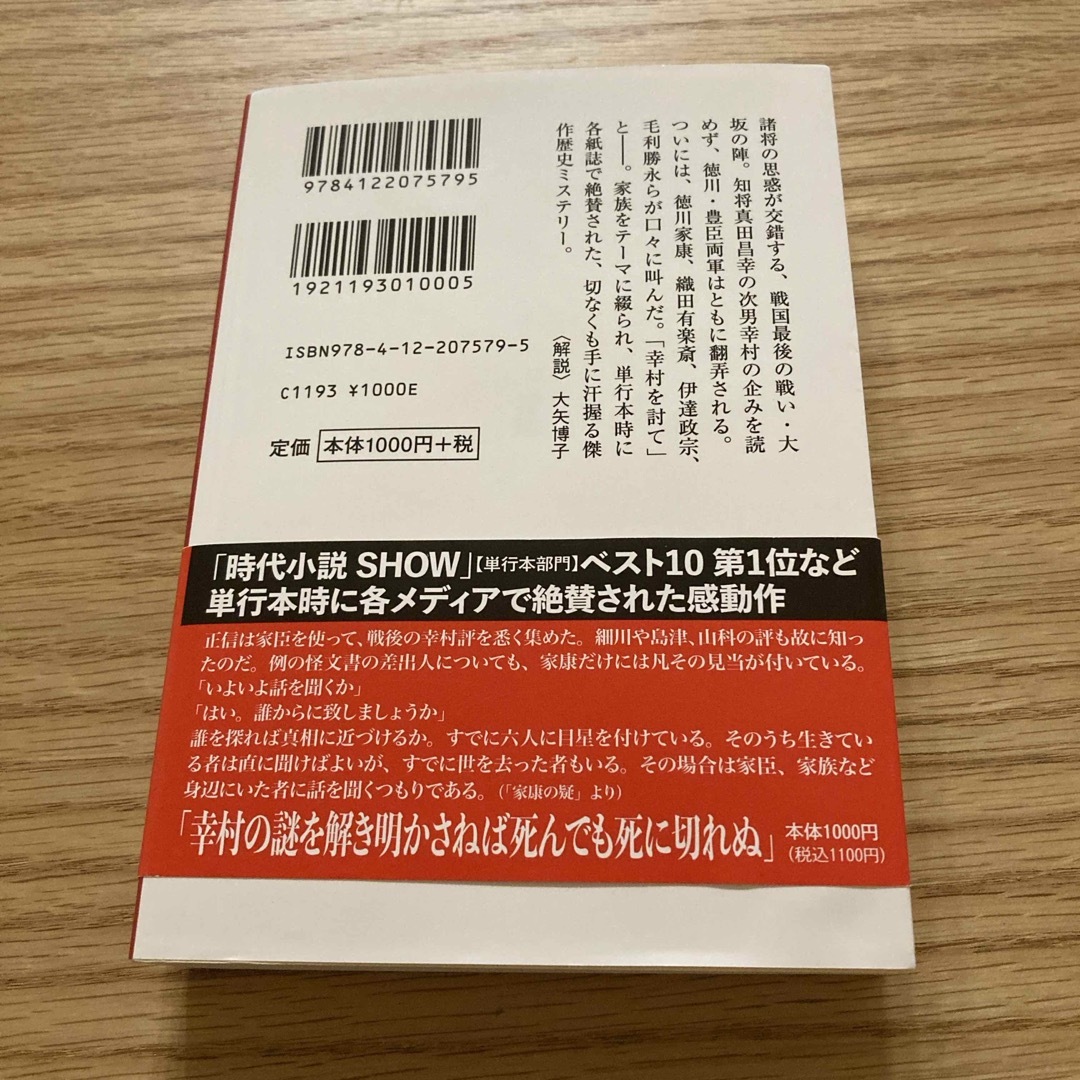 諸将の思惑が交錯する、戦国最後の戦い・大
坂の陣。知将真田昌幸の次男幸村の企みを読
めず、徳川・豊臣両軍はともに翻弄される。
ついには、徳川家康、織田有楽斎、伊達政宗、
毛利勝永らが口々に叫んだ。「幸村を討て」
と――。家族をテーマに綴られ、単行本時に
各紙誌で絶賛された、切なくも手に汗握る傑
作歴史ミステリー。
〈解説〉大矢博子
9784122075795
1921193010005
ISBN978-4-12-207579-5
C1193 ¥1000E
定価 本体1000円+税
「時代小説 SHOW」【単行本部門】ベスト10 第1位など
単行本時に各メディアで絶賛された感動作
正信は家臣を使って、戦後の幸村評を悉く集めた。細川や島津、山科の評も故に知っ
たのだ。例の怪文書の差出人についても、家康だけには凡その見当が付いている。
「いよいよ話を聞くか」
「はい。誰からに致しましょうか」
誰を探れば真相に近づけるか。すでに六人に目星を付けている。そのうち生きてい
る者は直に聞けばよいが、すでに世を去った者もいる。その場合は家臣、家族など
身辺にいた者に話を聞くつもりである。(「家康の疑」より)
「幸村の謎を解き明かさねば死んでも死に切れぬ」
本体1000円
(税込1100円)